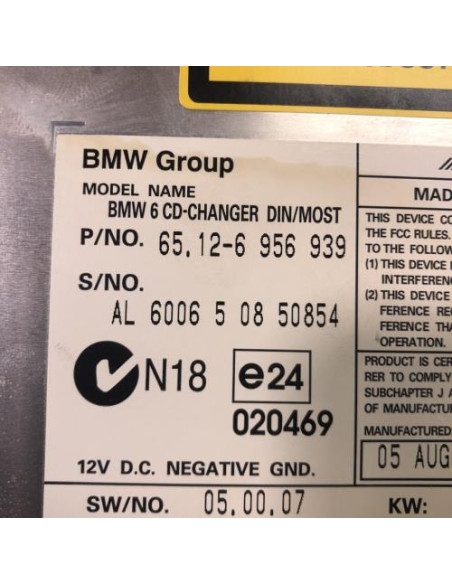 BMW Group
MODEL NAME
BMW 6 CD-CHANGER DIN/MOST
P/NO. 65.12-6 956 939
S/NO.
AL 6006 5 08 50854
N18
e24
020469
12V D.C. NEGATIVE GND.
SW/NO. 05.00.07
KW:
MAD
THIS DEVICE CO
THE FCC RULES.
TO THE FOLLOW
(1) THIS DEVICE
INTERFEREN
(2) THIS DEVICE
FERENCE RE
FERENCE THA
OPERATION.
PRODUCT IS CER
RER TO COMPLY
SUBCHAPTER J A
OF MANUFACTU
MANUFACTURED
05 AUG